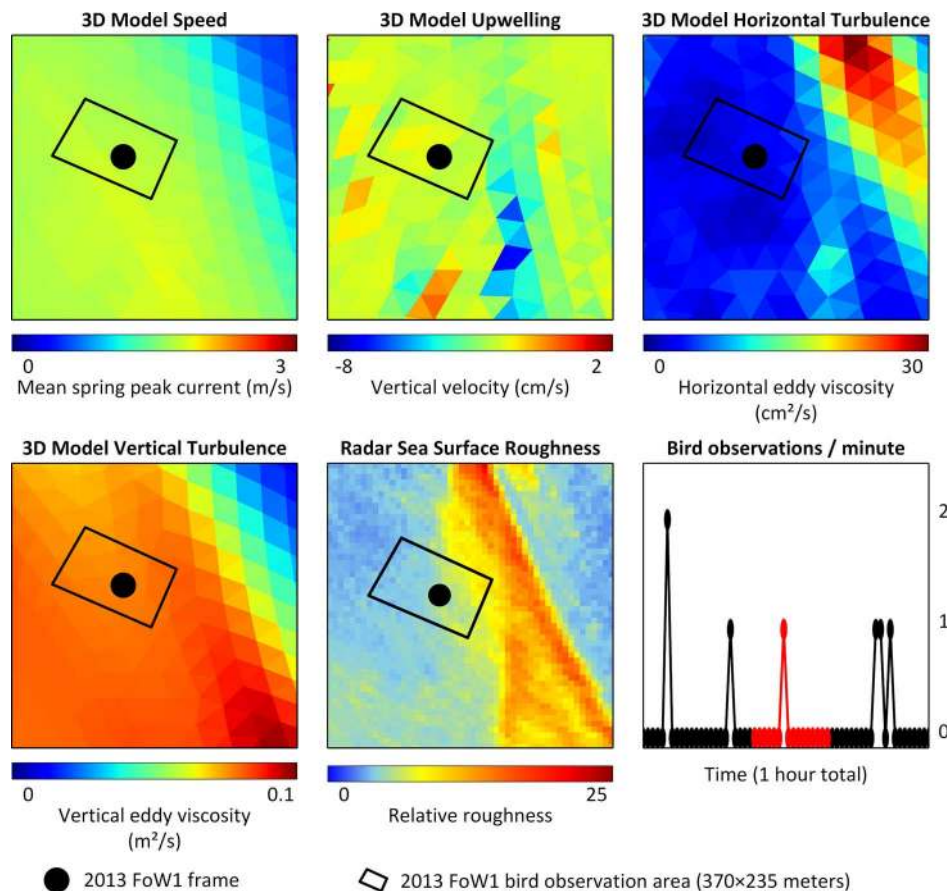 3D Model Speed
3D Model Upwelling
3D Model Horizontal Turbulence
0 3
Mean spring peak current (m/s)
-8 2
Vertical velocity (cm/s)
0 30
Horizontal eddy viscosity
(cm²/s)
3D Model Vertical Turbulence
Radar Sea Surface Roughness
Bird observations / minute
2
1
0
0 0.1
Vertical eddy viscosity
(m²/s)
0 25
Relative roughness
Time (1 hour total)
2013 FoW1 frame
2013 FoW1 bird observation area (370×235 meters)